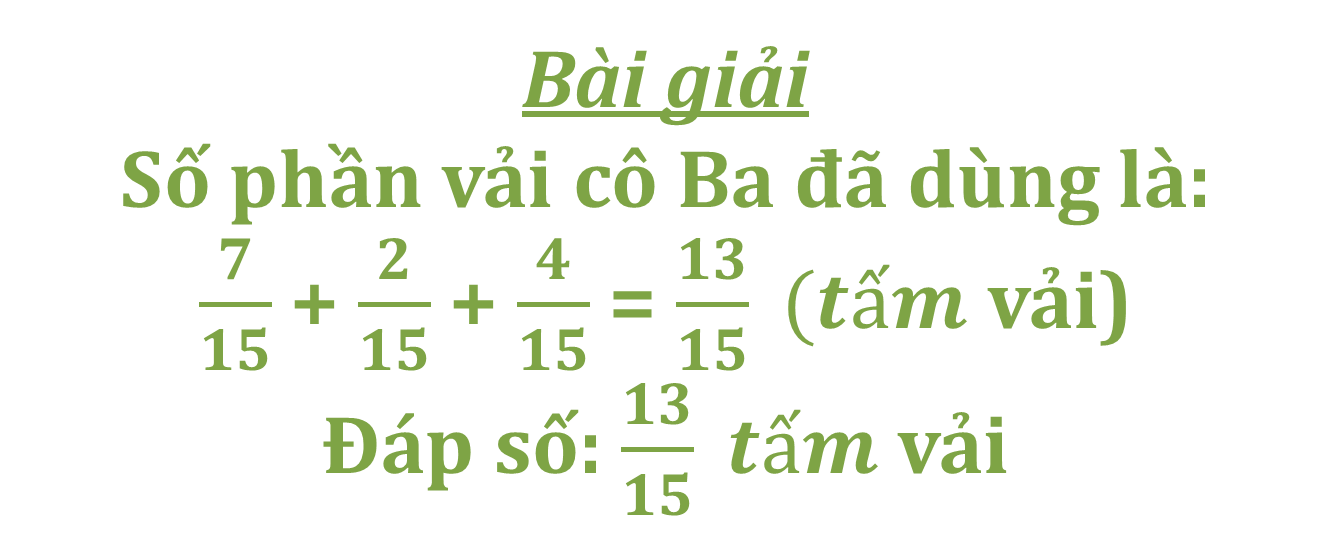 Bài giải
Số phần vải cô Ba đã dùng là:
7/15 + 2/15 + 4/15 = 13/15 (tấm vải)
Đáp số: 13/15 tấm vải